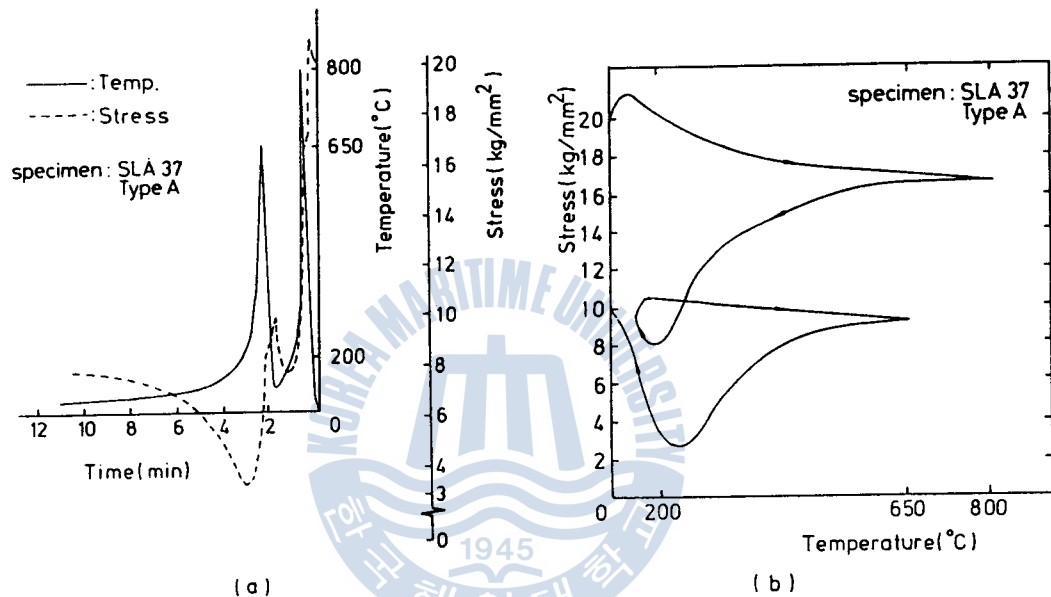 ——:Temp.
----:Stress
specimen: SLA 37
Type A
800
650
200
0
Temperature(°C)
20
18
16
14
12
10
8
6
4
3
0
Stress(kg/mm²)
12 10 8 6 4 2
Time(min)
(a)
specimen: SLA 37
Type A
20
18
16
14
12
10
8
6
4
2
Stress(kg/mm²)
0 200 650 800
Temperature(°C)
(b)
KOREA MARITIME UNIVERSITY
1945